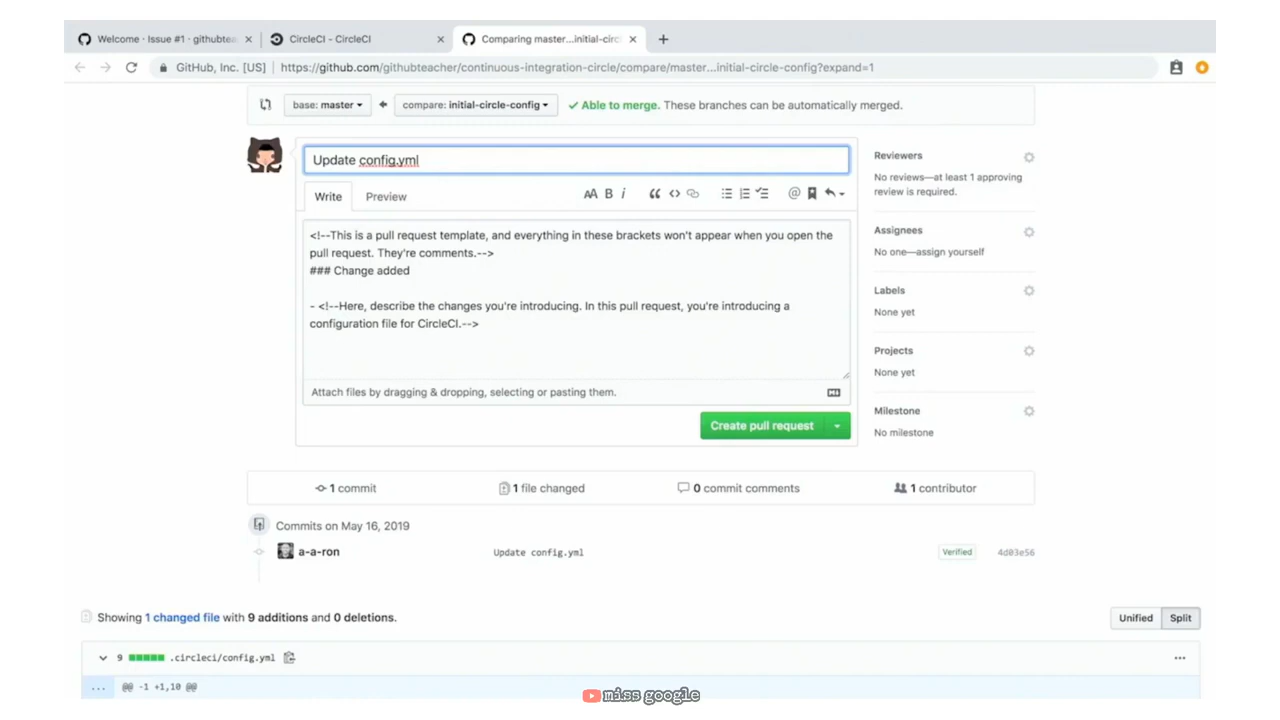 Welcome · Issue #1 · githubtea
CircleCI - CircleCI
Comparing master...initial-circ
GitHub, Inc. [US] | https://github.com/githubteacher/continuous-integration-circle/compare/master...initial-circle-config?expand=1
base: master
compare: initial-circle-config
Able to merge. These branches can be automatically merged.
Update config.yml
Write
Preview
<!--This is a pull request template, and everything in these brackets won't appear when you open the
pull request. They're comments.-->
### Change added
- <!--Here, describe the changes you're introducing. In this pull request, you're introducing a
configuration file for CircleCI.-->
Attach files by dragging & dropping, selecting or pasting them.
Create pull request
Reviewers
No reviews—at least 1 approving
review is required.
Assignees
No one—assign yourself
Labels
None yet
Projects
None yet
Milestone
No milestone
1 commit
1 file changed
0 commit comments
1 contributor
Commits on May 16, 2019
a-a-ron
Update config.yml
Verified
4d03e56
Showing 1 changed file with 9 additions and 0 deletions.
Unified
Split
9 .circleci/config.yml
... @@ -1 +1,10 @@
miss google